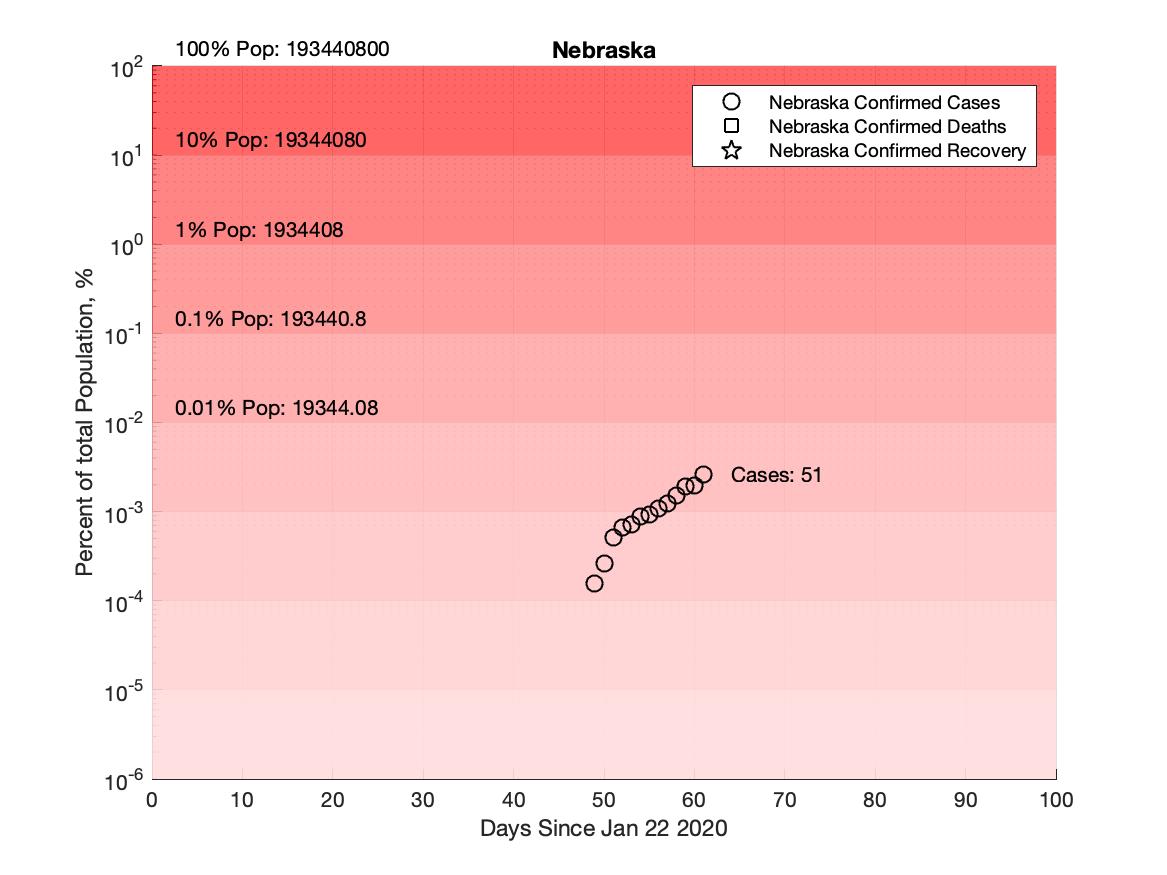 Nebraska
100% Pop: 193440800
10% Pop: 19344080
1% Pop: 1934408
0.1% Pop: 193440.8
0.01% Pop: 19344.08
Nebraska Confirmed Cases
Nebraska Confirmed Deaths
Nebraska Confirmed Recovery
Cases: 51
Percent of total Population, %
10^2
10^1
10^0
10^-1
10^-2
10^-3
10^-4
10^-5
10^-6
0 10 20 30 40 50 60 70 80 90 100
Days Since Jan 22 2020